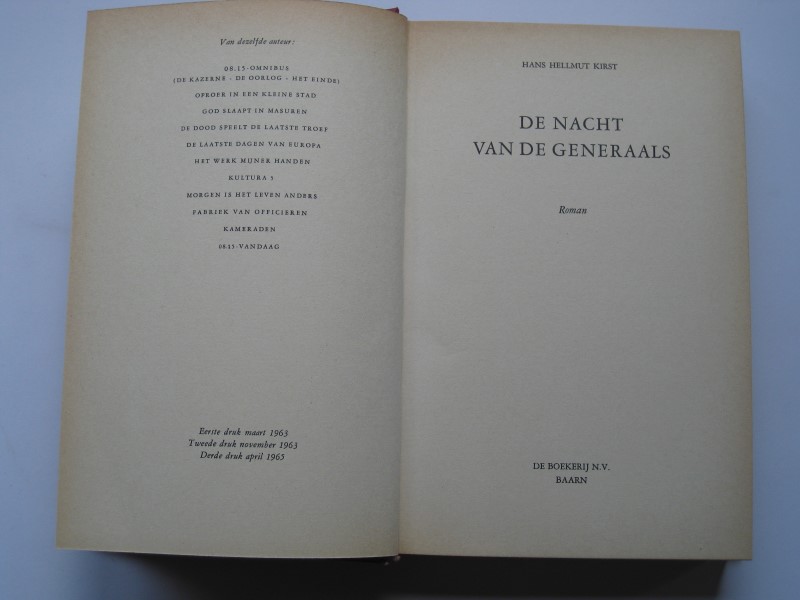 Van dezelfde auteur:
08.15-OMNIBUS
(DE KAZERNE - DE OORLOG - HET EINDE)
OPROER IN EEN KLEINE STAD
GOD SLAAPT IN MASUREN
DE DOOD SPEELT DE LAATSTE TROEF
DE LAATSTE DAGEN VAN EUROPA
HET WERK MIJNER HANDEN
KULTURA 5
MORGEN IS HET LEVEN ANDERS
FABRIEK VAN OFFICIEREN
KAMERADEN
08.15-VANDAAG
Eerste druk maart 1963
Tweede druk november 1963
Derde druk april 1965
HANS HELLMUT KIRST
DE NACHT
VAN DE GENERAALS
Roman
DE BOEKERIJ N.V.
BAARN